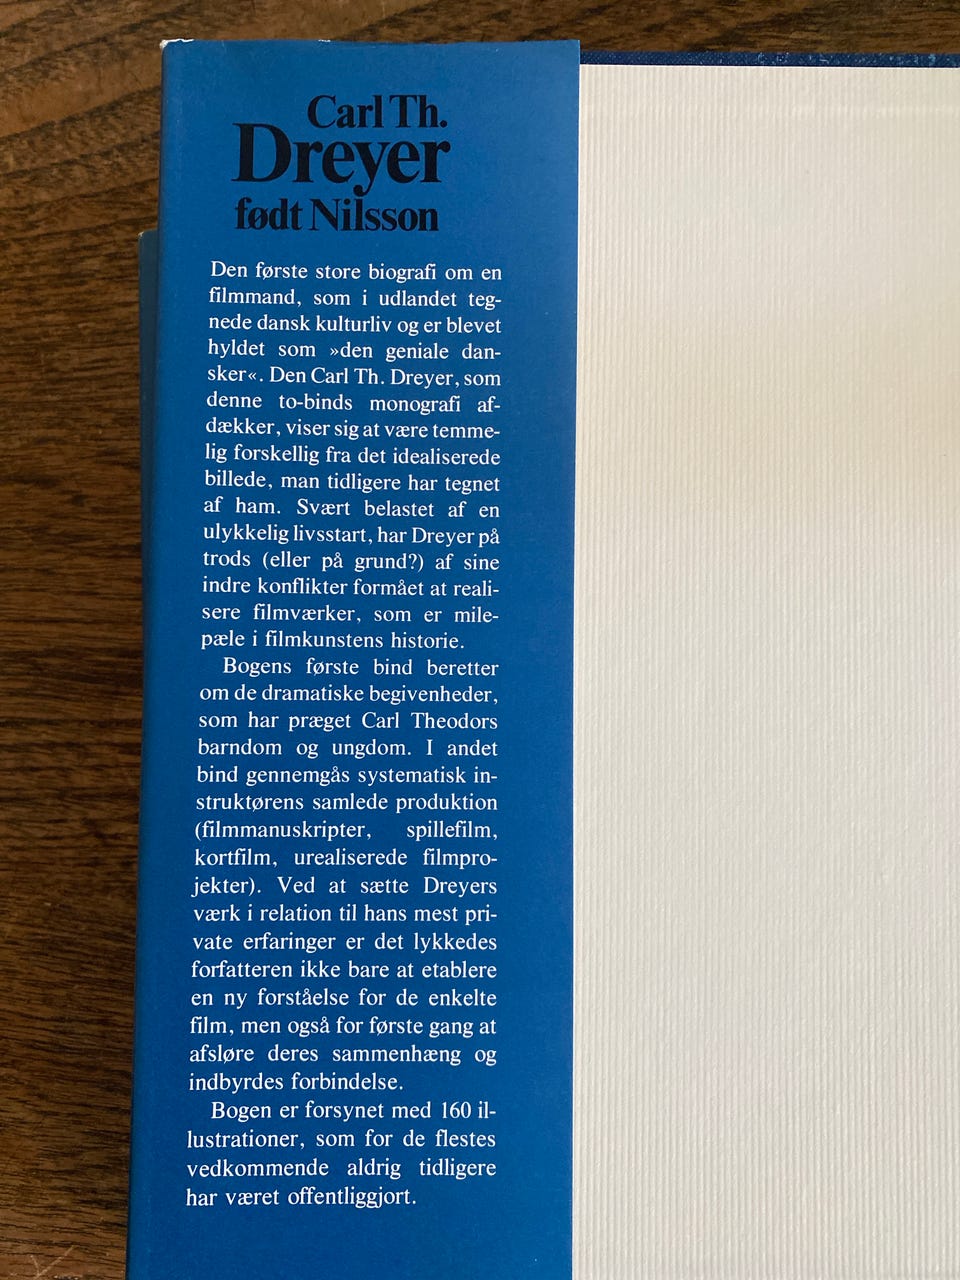 Carl Th.
Dreyer
født Nilsson
Den første store biografi om en
filmmand, som i udlandet teg-
nede dansk kulturliv og er blevet
hyldet som »den geniale dan-
sker«. Den Carl Th. Dreyer, som
denne to-binds monografi af-
dækker, viser sig at være temme-
lig forskellig fra det idealiserede
billede, man tidligere har tegnet
af ham. Svært belastet af en
ulykkelig livsstart, har Dreyer på
trods (eller på grund?) af sine
indre konflikter formået at reali-
sere filmværker, som er mile-
pæle i filmkunstens historie.
Bogens første bind beretter
om de dramatiske begivenheder,
som har præget Carl Theodors
barndom og ungdom. I andet
bind gennemgås systematisk in-
struktørens samlede produktion
(filmmanuskripter, spillefilm,
kortfilm, urealiserede filmpro-
jekter). Ved at sætte Dreyers
værk i relation til hans mest pri-
vate erfaringer er det lykkedes
forfatteren ikke bare at etablere
en ny forståelse for de enkelte
film, men også for første gang at
afsløre deres sammenhæng og
indbyrdes forbindelse.
Bogen er forsynet med 160 il-
lustrationer, som for de flestes
vedkommende aldrig tidligere
har været offentliggjort.